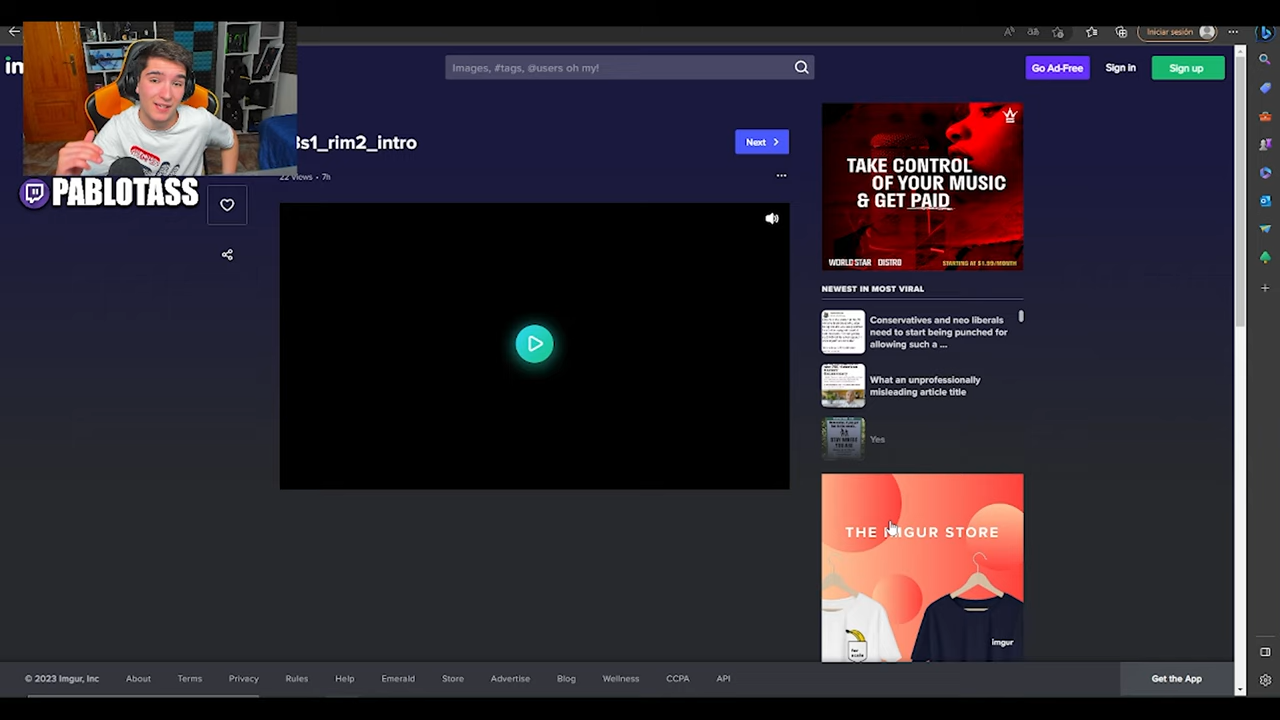 Iniciar sesión
im
Images, #tags, @users oh my!
Go Ad-Free
Sign in
Sign up
s1_rim2_intro
Next
22 Views • 7h
PABLOTASS
TAKE CONTROL
OF YOUR MUSIC
& GET PAID
WORLD STAR DISTRO
STARTING AT $1.99/MONTH
NEWEST IN MOST VIRAL
Conservatives and neo liberals
need to start being punched for
allowing such a ...
What an unprofessionally
misleading article title
Yes
THE IMGUR STORE
for
scale
imgur
© 2023 Imgur, Inc
About
Terms
Privacy
Rules
Help
Emerald
Store
Advertise
Blog
Wellness
CCPA
API
Get the App